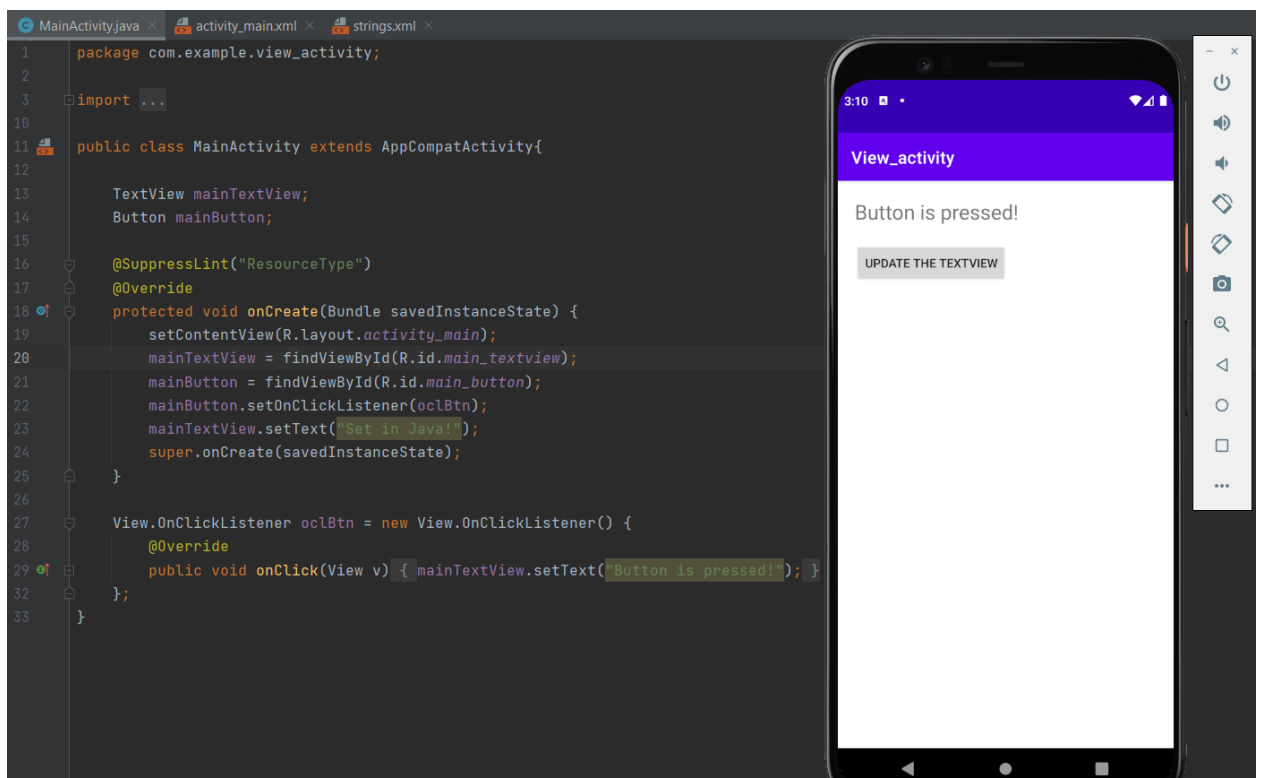 MainActivity.java activity_main.xml strings.xml
1 package com.example.view_activity;
2
3 import ...
10
11 public class MainActivity extends AppCompatActivity{
12
13 TextView mainTextView;
14 Button mainButton;
15
16 @SuppressLint("ResourceType")
17 @Override
18 protected void onCreate(Bundle savedInstanceState) {
19 setContentView(R.layout.activity_main);
20 mainTextView = findViewById(R.id.main_textview);
21 mainButton = findViewById(R.id.main_button);
22 mainButton.setOnClickListener(oclBtn);
23 mainTextView.setText("Set in Java!");
24 super.onCreate(savedInstanceState);
25 }
26
27 View.OnClickListener oclBtn = new View.OnClickListener() {
28 @Override
29 public void onClick(View v) { mainTextView.setText("Button is pressed!"); }
32 };
33 }
3:10
View_activity
Button is pressed!
UPDATE THE TEXTVIEW